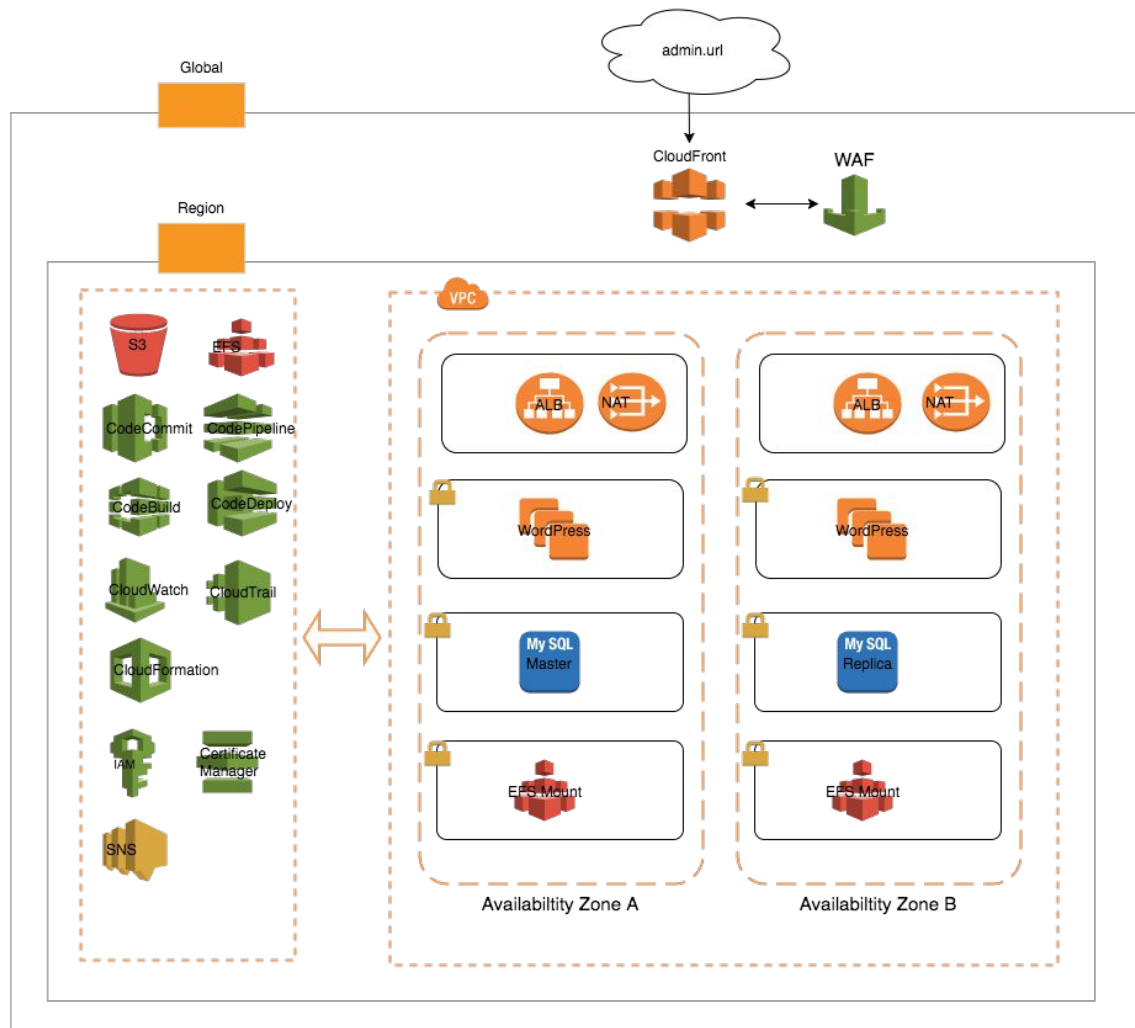 admin.url
Global
CloudFront
WAF
Region
VPC
S3
EFS
ALB
NAT
ALB
NAT
CodeCommit
CodePipeline
CodeBuild
CodeDeploy
WordPress
WordPress
CloudWatch
CloudTrail
CloudFormation
My SQL
Master
My SQL
Replica
IAM
Certificate
Manager
EFS Mount
EFS Mount
SNS
Availabiltity Zone A
Availabiltity Zone B